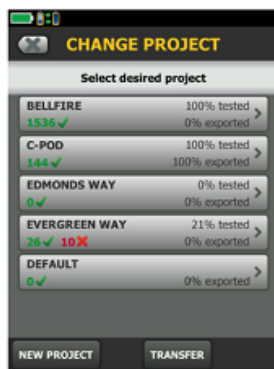 CHANGE PROJECT
Select desired project
BELLFIRE 100% tested
1536 0% exported
C-POD 100% tested
144 100% exported
EDMONDS WAY 0% tested
0 0% exported
EVERGREEN WAY 21% tested
26 10 0% exported
DEFAULT
0 0% exported
NEW PROJECT TRANSFER